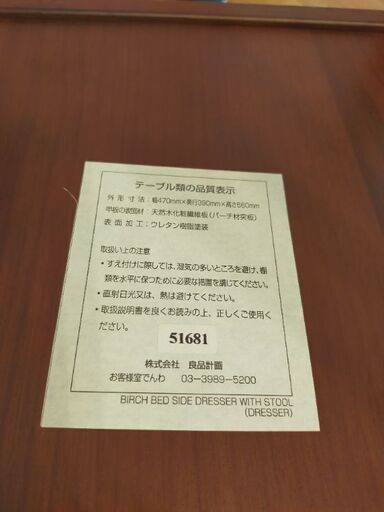 テーブル類の品質表示
外形寸法:幅470mm×奥行390mm×高さ660mm
甲板の表面材:天然木化粧繊維板(バーチ材突板)
表面加工:ウレタン樹脂塗装
取扱い上の注意
・すえ付けに際しては、湿気の多いところを避け、棚
類を水平に保つために必要な措置を講じてください。
・直射日光又は、熱は避けてください。
・取扱説明書を良くお読みの上、正しくご使用く
ださい。
51681
株式会社 良品計画
お客様室でんわ 03-3989-5200
BIRCH BED SIDE DRESSER WITH STOOL
(DRESSER)